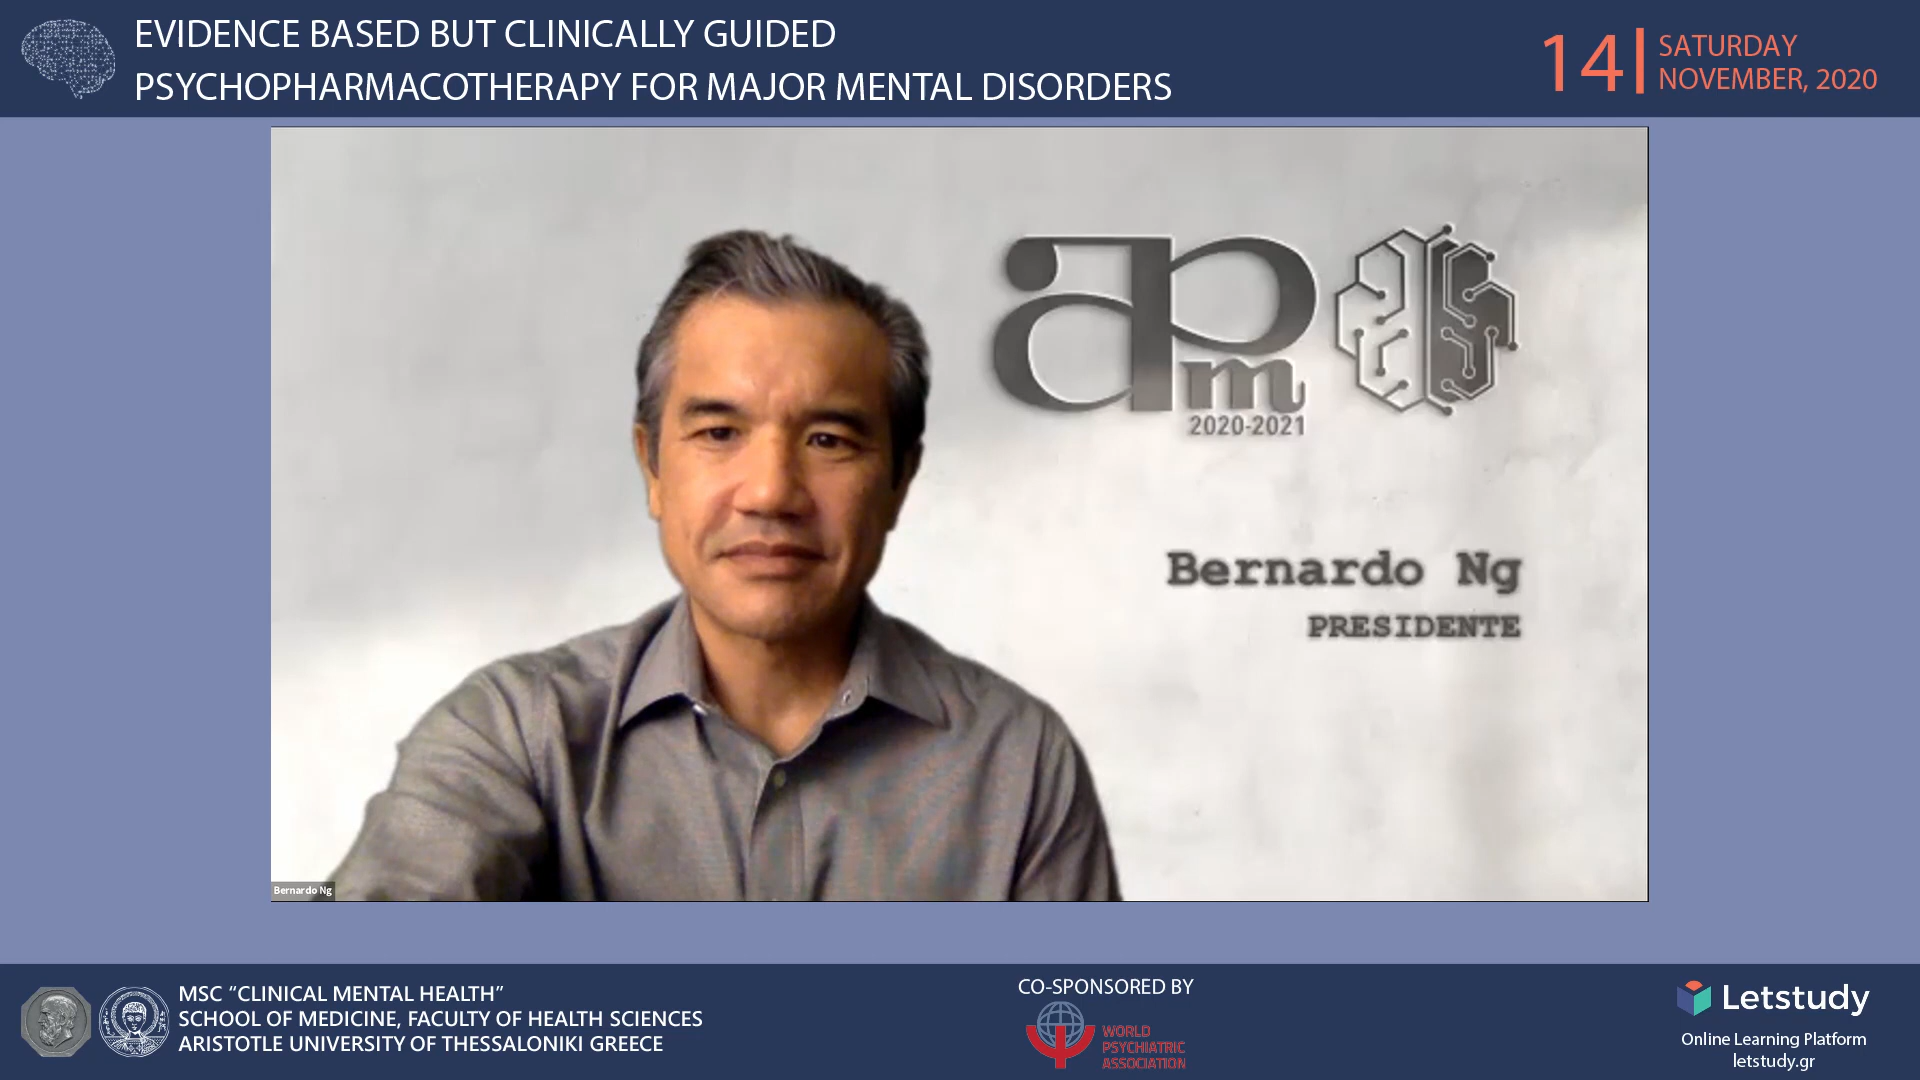 EVIDENCE BASED BUT CLINICALLY GUIDED
PSYCHOPHARMACOTHERAPY FOR MAJOR MENTAL DISORDERS
14
SATURDAY
NOVEMBER, 2020
apm
2020-2021
Bernardo Ng
PRESIDENTE
Bernardo Ng
MSC “CLINICAL MENTAL HEALTH”
SCHOOL OF MEDICINE, FACULTY OF HEALTH SCIENCES
ARISTOTLE UNIVERSITY OF THESSALONIKI GREECE
CO-SPONSORED BY
WORLD
PSYCHIATRIC
ASSOCIATION
Letstudy
Online Learning Platform
letstudy.gr